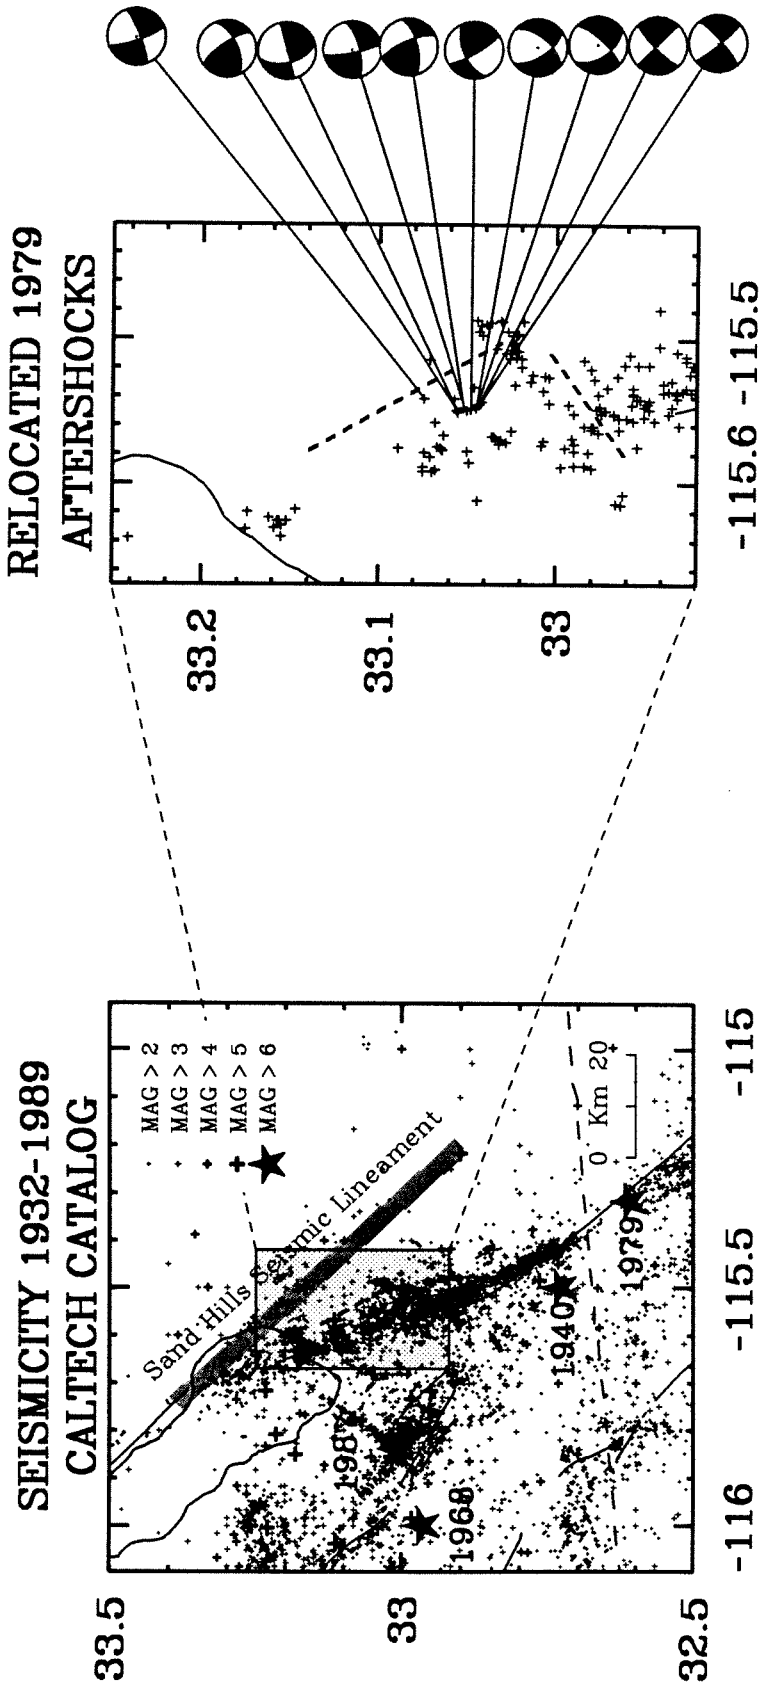 SEISMICITY 1932-1989
CALTECH CATALOG
MAG > 2
MAG > 3
MAG > 4
MAG > 5
MAG > 6
Sand Hills Seismic Lineament
1987
1968
1940
1979
0 Km 20
33.5
33
32.5
-116
-115.5
-115
RELOCATED 1979
AFTERSHOCKS
33.2
33.1
33
-115.6
-115.5